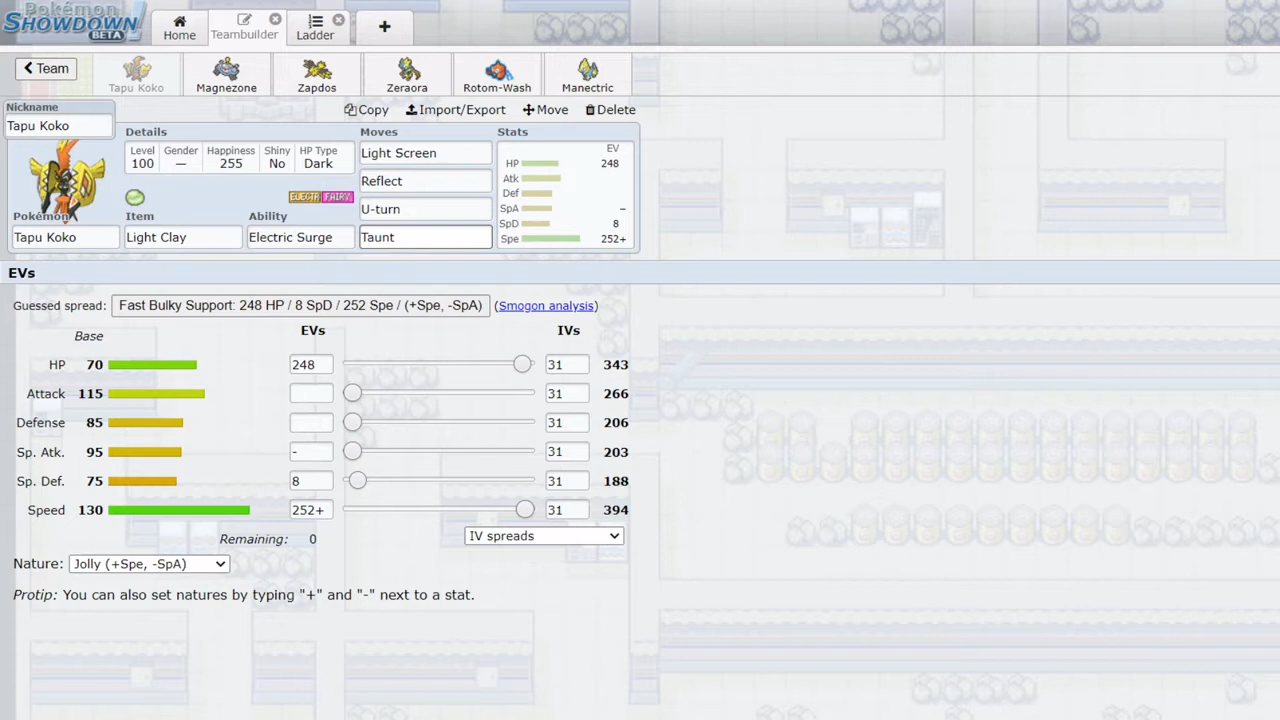 Pokémon
SHOWDOWN!
BETA
Home
Teambuilder
Ladder
+
< Team
Tapu Koko
Magnezone
Zapdos
Zeraora
Rotom-Wash
Manectric
Copy
Import/Export
Move
Delete
Nickname
Tapu Koko
Details
Level
100
Gender
—
Happiness
255
Shiny
No
HP Type
Dark
ELECTR
FAIRY
Pokémon
Tapu Koko
Item
Light Clay
Ability
Electric Surge
Moves
Light Screen
Reflect
U-turn
Taunt
Stats
EV
HP 248
Atk
Def
SpA –
SpD 8
Spe 252+
EVs
Guessed spread: Fast Bulky Support: 248 HP / 8 SpD / 252 Spe / (+Spe, -SpA) (Smogon analysis)
Base EVs IVs
HP 70 248 31 343
Attack 115 31 266
Defense 85 31 206
Sp. Atk. 95 - 31 203
Sp. Def. 75 8 31 188
Speed 130 252+ 31 394
Remaining: 0
IV spreads
Nature: Jolly (+Spe, -SpA)
Protip: You can also set natures by typing "+" and "-" next to a stat.